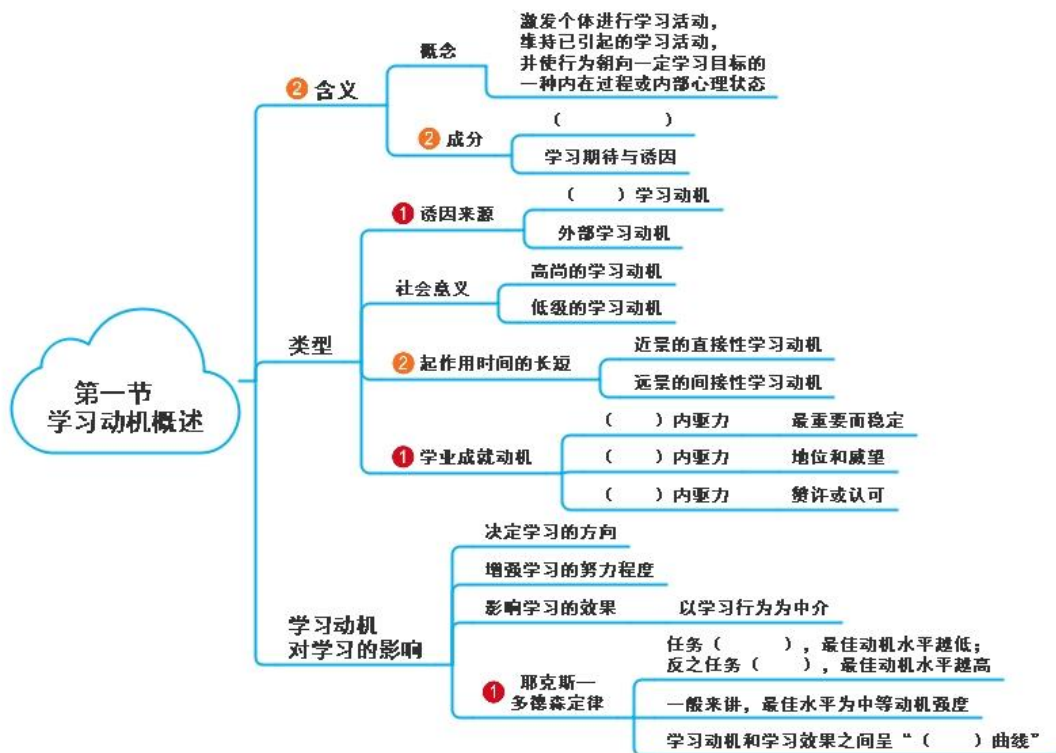 第一节
学习动机概述
2 含义
概念
激发个体进行学习活动，
维持已引起的学习活动，
并使行为朝向一定学习目标的
一种内在过程或内部心理状态
2 成分
（ ）
学习期待与诱因
类型
1 诱因来源
（ ）学习动机
外部学习动机
社会意义
高尚的学习动机
低级的学习动机
2 起作用时间的长短
近景的直接性学习动机
远景的间接性学习动机
1 学业成就动机
（ ）内驱力 最重要而稳定
（ ）内驱力 地位和威望
（ ）内驱力 赞许或认可
学习动机
对学习的影响
决定学习的方向
增强学习的努力程度
影响学习的效果 以学习行为为中介
1 耶克斯—
多德森定律
任务（ ），最佳动机水平越低；
反之任务（ ），最佳动机水平越高
一般来讲，最佳水平为中等动机强度
学习动机和学习效果之间呈“（ ）曲线”